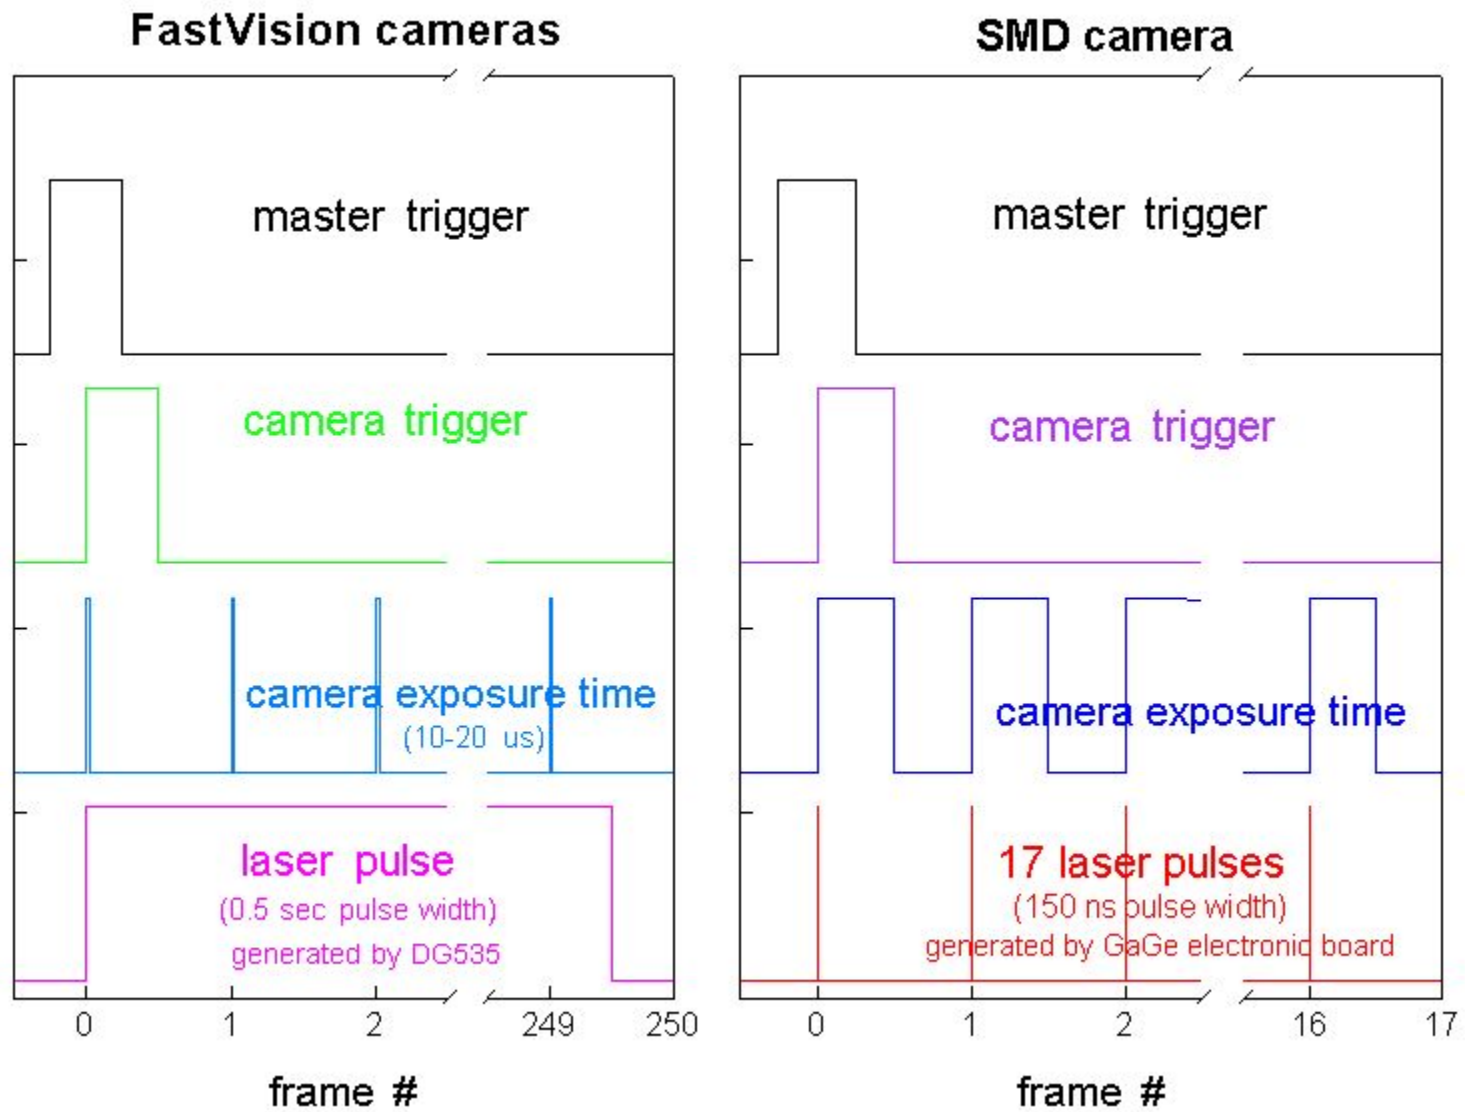 FastVision cameras
master trigger
camera trigger
camera exposure time
(10-20 us)
laser pulse
(0.5 sec pulse width)
generated by DG535
0 1 2 249 250
frame #
SMD camera
master trigger
camera trigger
camera exposure time
17 laser pulses
(150 ns pulse width)
generated by GaGe electronic board
0 1 2 16 17
frame #